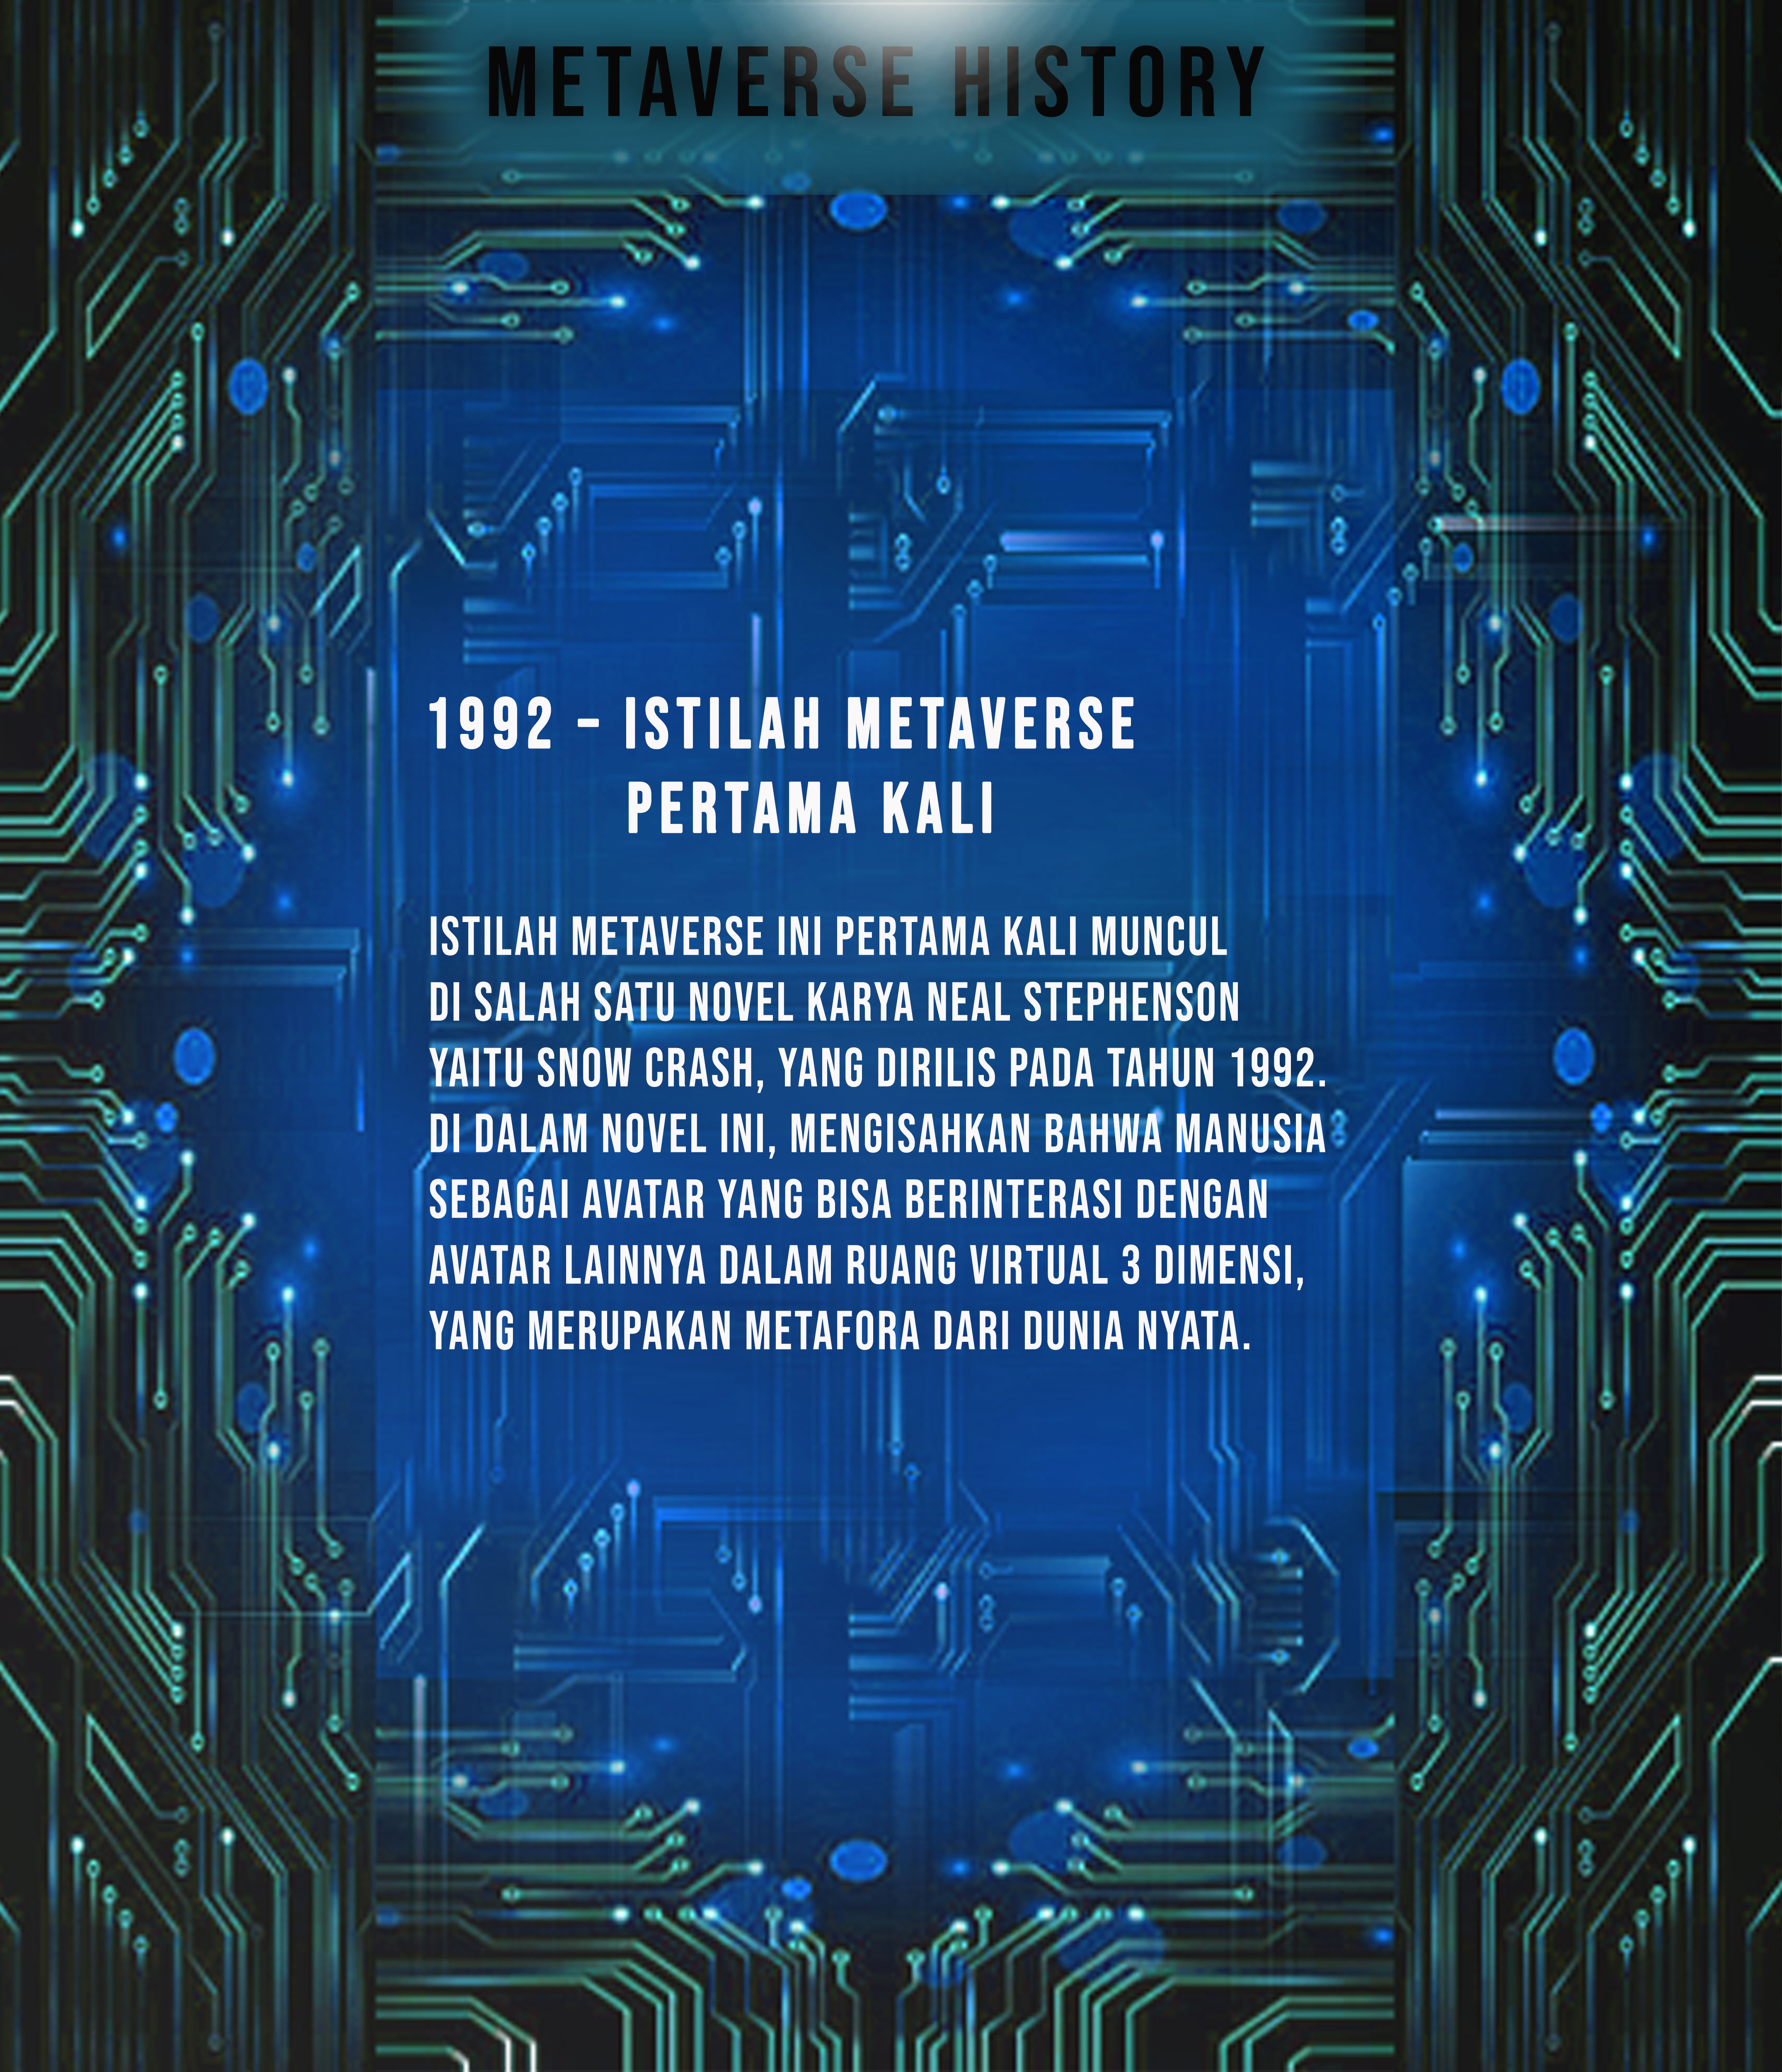 METAVERSE HISTORY
1992 – ISTILAH METAVERSE
PERTAMA KALI
ISTILAH METAVERSE INI PERTAMA KALI MUNCUL
DI SALAH SATU NOVEL KARYA NEAL STEPHENSON
YAITU SNOW CRASH, YANG DIRILIS PADA TAHUN 1992.
DI DALAM NOVEL INI, MENGISAHKAN BAHWA MANUSIA
SEBAGAI AVATAR YANG BISA BERINTERASI DENGAN
AVATAR LAINNYA DALAM RUANG VIRTUAL 3 DIMENSI,
YANG MERUPAKAN METAFORA DARI DUNIA NYATA.